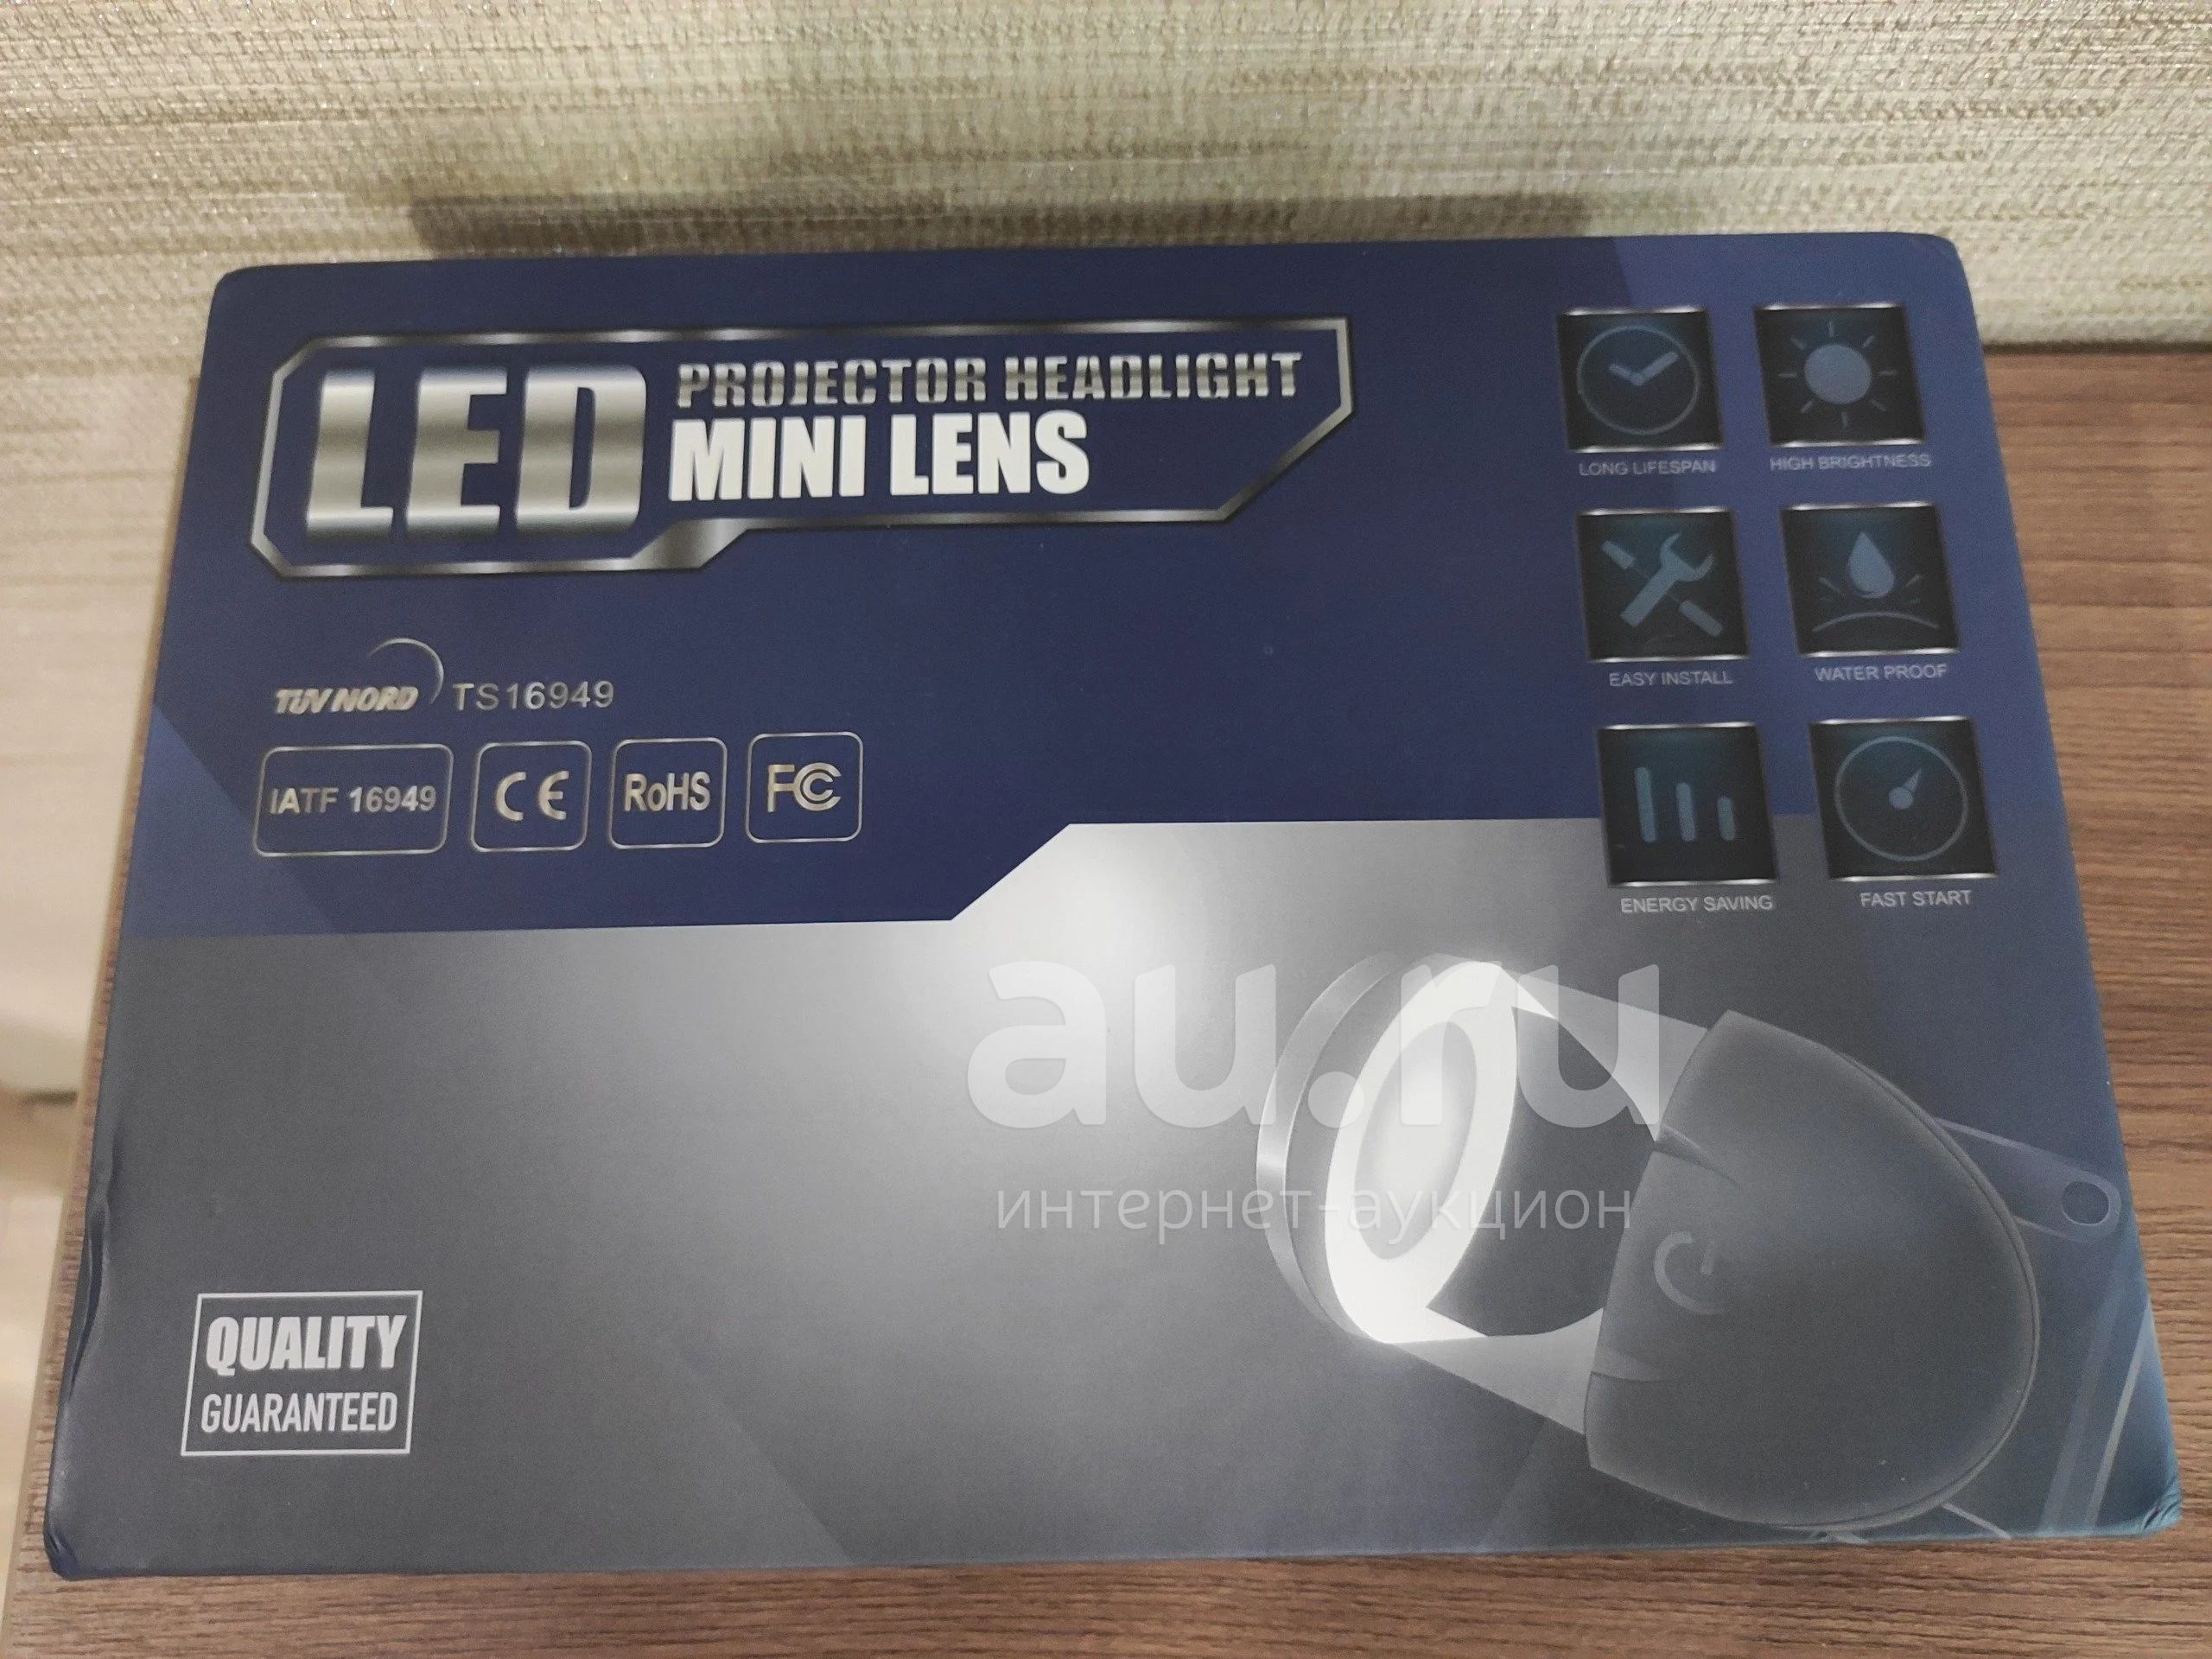 LED
PROJECTOR HEADLIGHT
MINI LENS
TÜV NORD TS16949
IATF 16949 CE RoHS FC
LONG LIFESPAN HIGH BRIGHTNESS
EASY INSTALL WATER PROOF
ENERGY SAVING FAST START
au.ru
интернет-аукцион
QUALITY
GUARANTEED